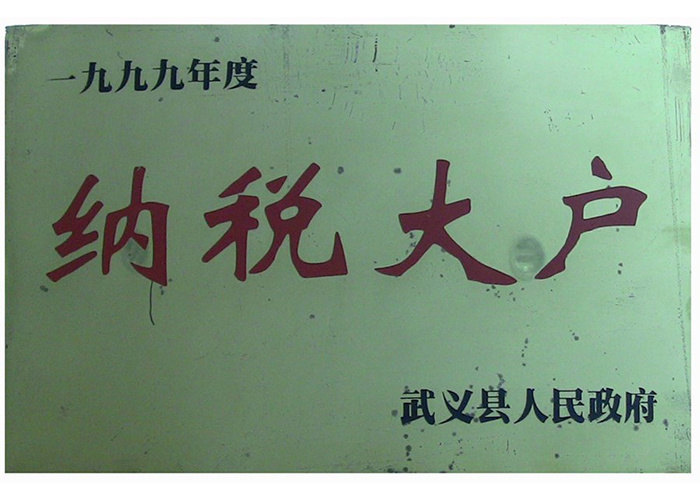 一九九九年度
纳税大户
武义县人民政府